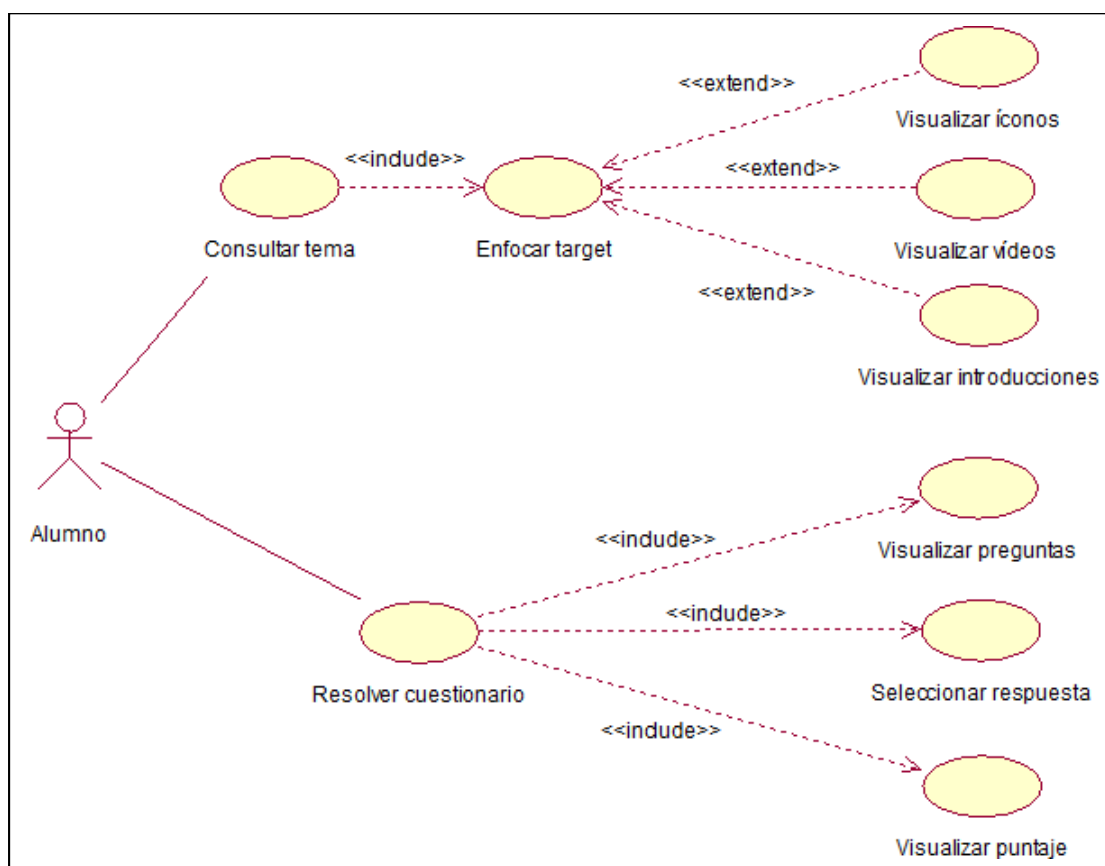 <<extend>>
Visualizar íconos
<<include>>
<<extend>>
Consultar tema
Enfocar target
Visualizar vídeos
<<extend>>
Visualizar introducciones
Alumno
<<include>>
Visualizar preguntas
<<include>>
Resolver cuestionario
Seleccionar respuesta
<<include>>
Visualizar puntaje